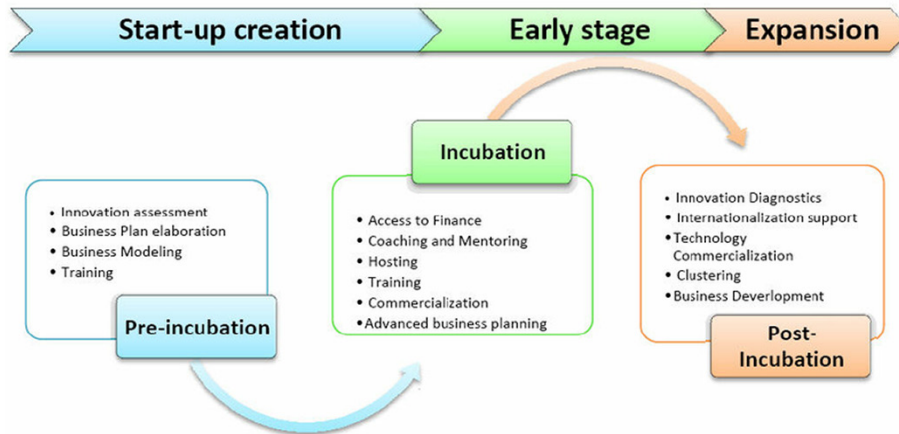 Start-up creation
Early stage
Expansion
• Innovation assessment
• Business Plan elaboration
• Business Modeling
• Training
Pre-incubation
Incubation
• Access to Finance
• Coaching and Mentoring
• Hosting
• Training
• Commercialization
• Advanced business planning
• Innovation Diagnostics
• Internationalization support
• Technology
Commercialization
• Clustering
• Business Deverlopment
Post-
Incubation